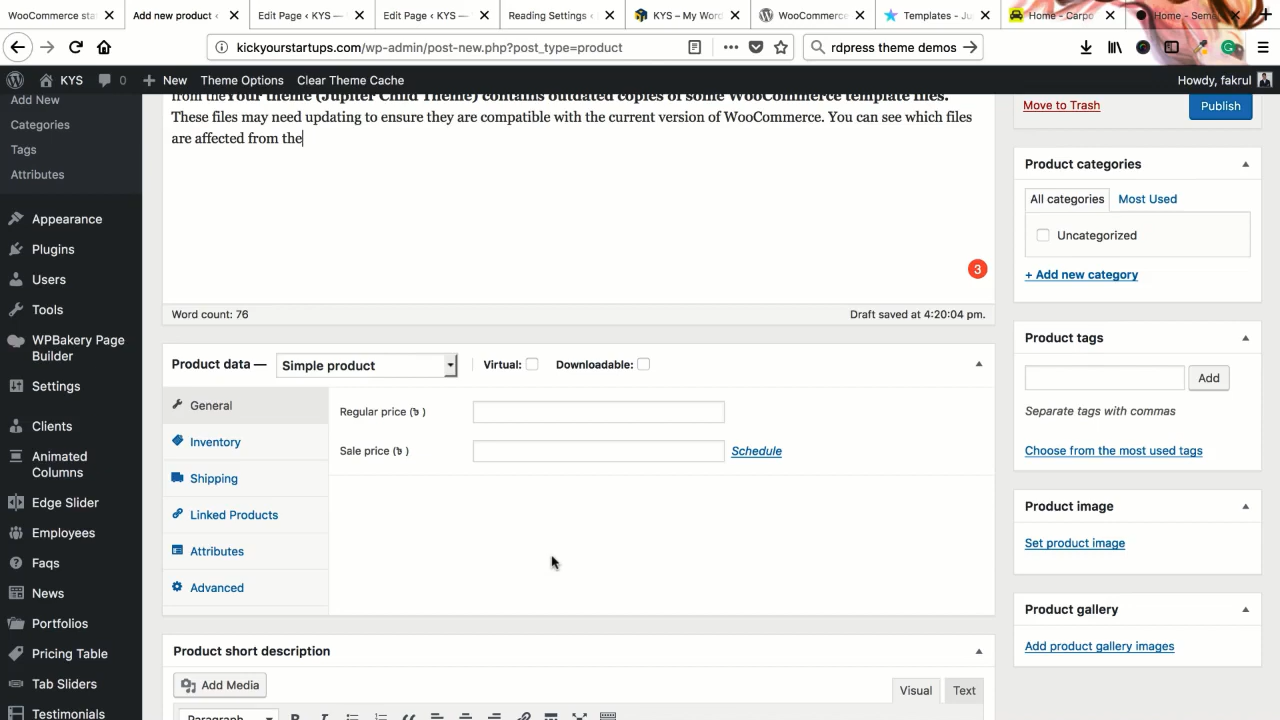 WooCommerce sta
Add new product ‹
Edit Page ‹ KYS —
Edit Page ‹ KYS —
Reading Settings ‹
KYS – My Wor
WooCommerce
Templates - Ju
Home - Carpo
Home - Seme
kickyourstartups.com/wp-admin/post-new.php?post_type=product
rdpress theme demos
KYS
0
New
Theme Options
Clear Theme Cache
Howdy, fakrul
Add New
Categories
Tags
Attributes
Appearance
Plugins
Users
Tools
WPBakery Page
Builder
Settings
Clients
Animated
Columns
Edge Slider
Employees
Faqs
News
Portfolios
Pricing Table
Tab Sliders
Testimonials
from theYour theme (Jupiter Child Theme) contains outdated copies of some WooCommerce template files.
These files may need updating to ensure they are compatible with the current version of WooCommerce. You can see which files
are affected from the
3
Word count: 76
Draft saved at 4:20:04 pm.
Product data —
Simple product
Virtual:
Downloadable:
General
Inventory
Shipping
Linked Products
Attributes
Advanced
Regular price (৳ )
Sale price (৳ )
Schedule
Product short description
Add Media
Visual
Text
Paragraph
B
I
Move to Trash
Publish
Product categories
All categories
Most Used
Uncategorized
+ Add new category
Product tags
Add
Separate tags with commas
Choose from the most used tags
Product image
Set product image
Product gallery
Add product gallery images